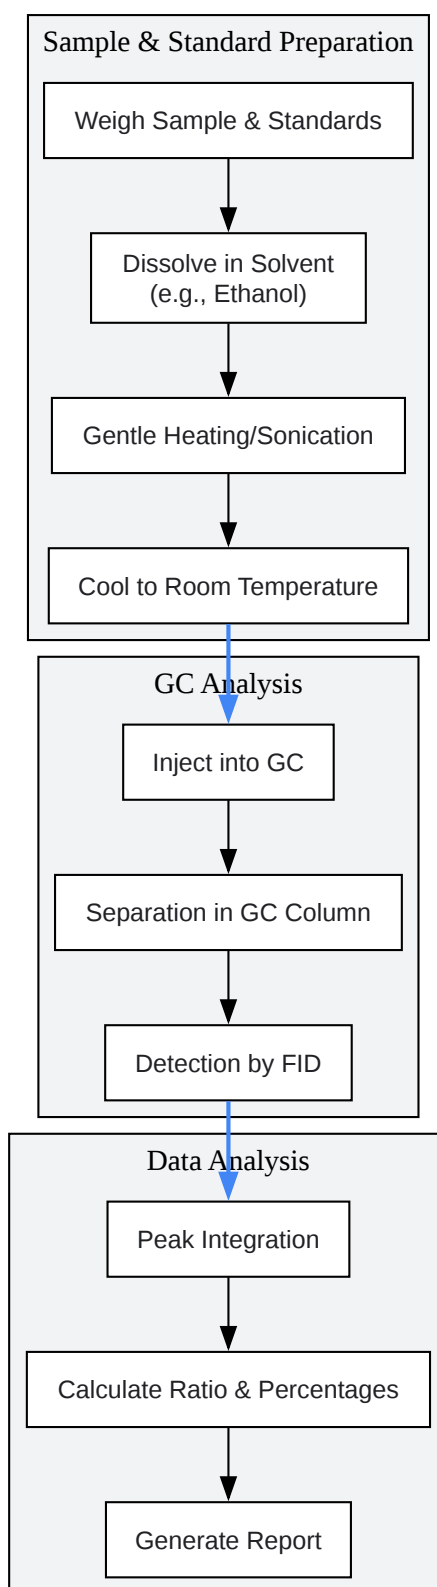 Sample & Standard Preparation
Weigh Sample & Standards
Dissolve in Solvent
(e.g., Ethanol)
Gentle Heating/Sonication
Cool to Room Temperature
GC Analysis
Inject into GC
Separation in GC Column
Detection by FID
Data Analysis
Peak Integration
Calculate Ratio & Percentages
Generate Report